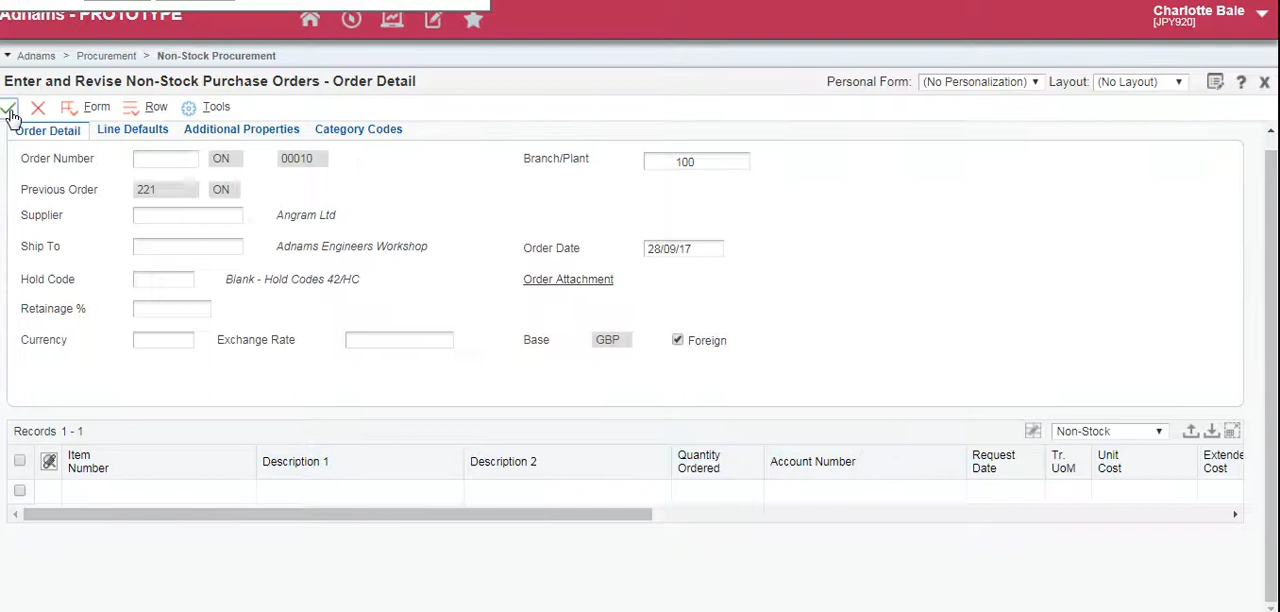 Adnams - PROTOTYPE
Charlotte Bale
[JPY920]
Adnams > Procurement > Non-Stock Procurement
Enter and Revise Non-Stock Purchase Orders - Order Detail
Personal Form: (No Personalization) Layout: (No Layout)
Form Row Tools
Order Detail Line Defaults Additional Properties Category Codes
Order Number ON 00010 Branch/Plant 100
Previous Order 221 ON
Supplier Angram Ltd
Ship To Adnams Engineers Workshop Order Date 28/09/17
Hold Code Blank - Hold Codes 42/HC Order Attachment
Retainage %
Currency Exchange Rate Base GBP Foreign
Records 1 - 1 Non-Stock
Item Number Description 1 Description 2 Quantity Ordered Account Number Request Date Tr. UoM Unit Cost Extende Cost